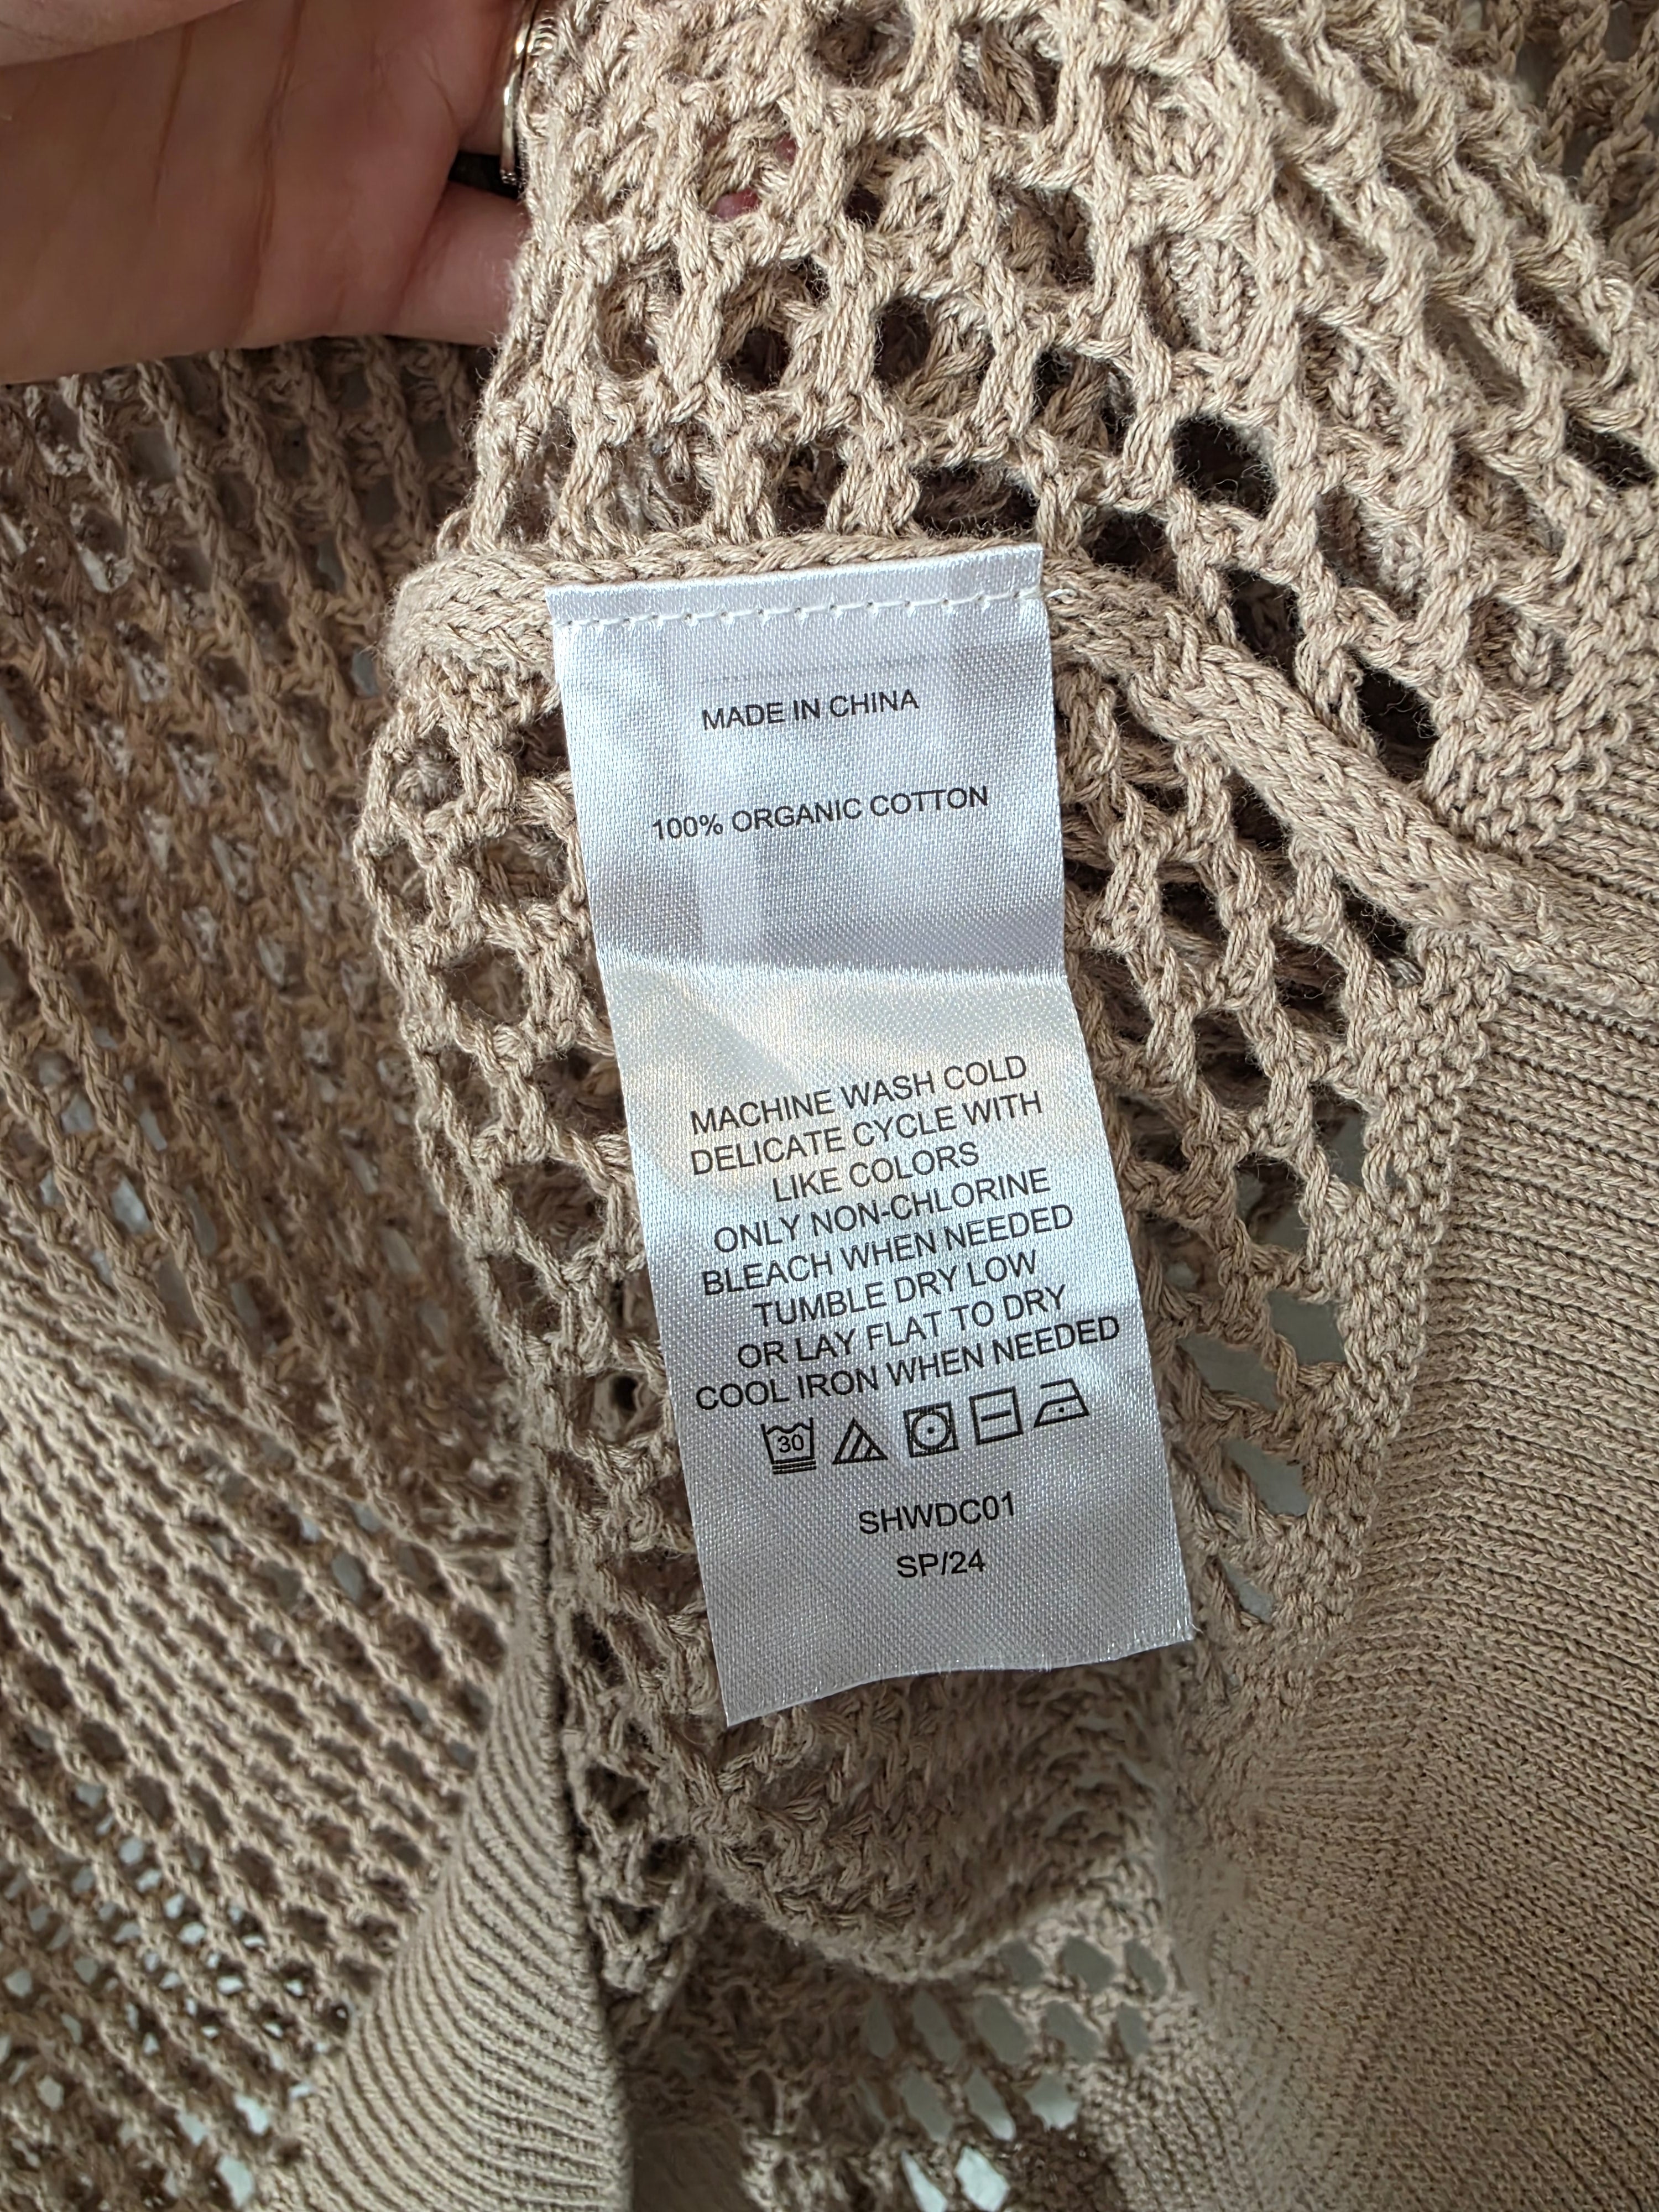 MADE IN CHINA
100% ORGANIC COTTON
MACHINE WASH COLD
DELICATE CYCLE WITH
LIKE COLORS
ONLY NON-CHLORINE
BLEACH WHEN NEEDED
TUMBLE DRY LOW
OR LAY FLAT TO DRY
COOL IRON WHEN NEEDED
30
SHWDC01
SP/24